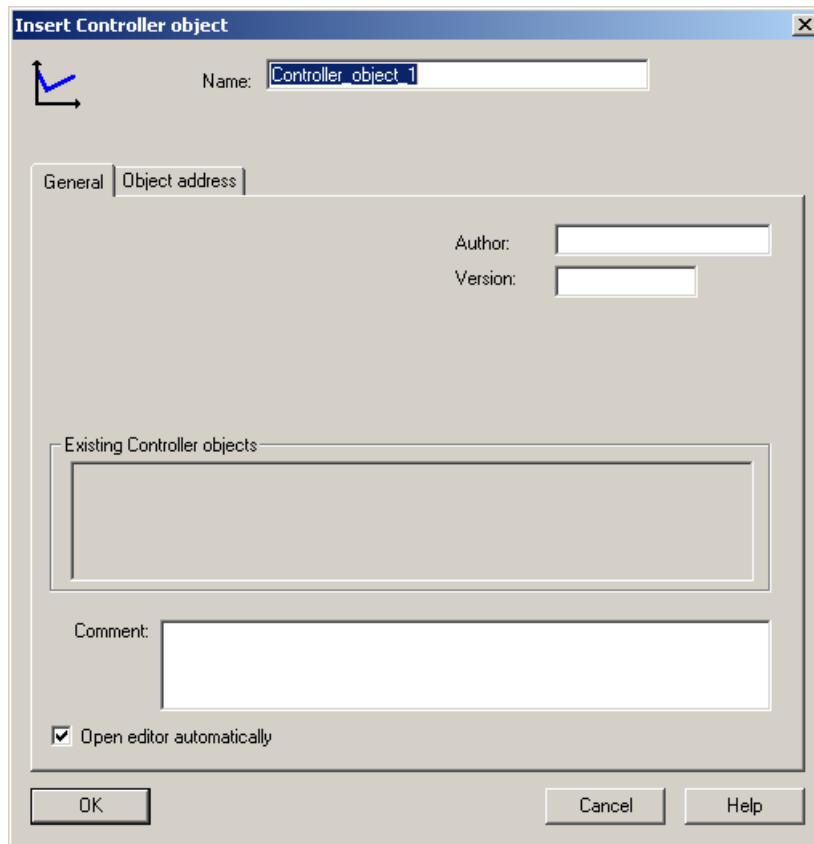 Insert Controller object
Name: Controller_object_1
General Object address
Author:
Version:
Existing Controller objects
Comment:
Open editor automatically
OK Cancel Help